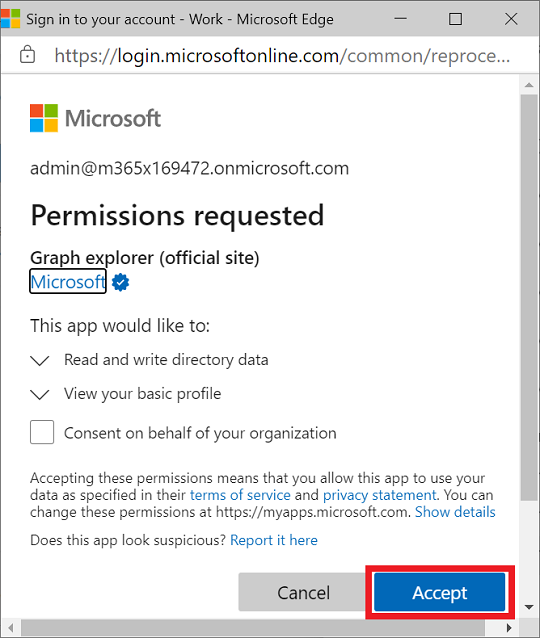 Sign in to your account - Work - Microsoft Edge
https://login.microsoftonline.com/common/reproce...
Microsoft
admin@m365x169472.onmicrosoft.com
Permissions requested
Graph explorer (official site)
Microsoft
This app would like to:
Read and write directory data
View your basic profile
Consent on behalf of your organization
Accepting these permissions means that you allow this app to use your
data as specified in their terms of service and privacy statement. You can
change these permissions at https://myapps.microsoft.com. Show details
Does this app look suspicious? Report it here
Cancel Accept